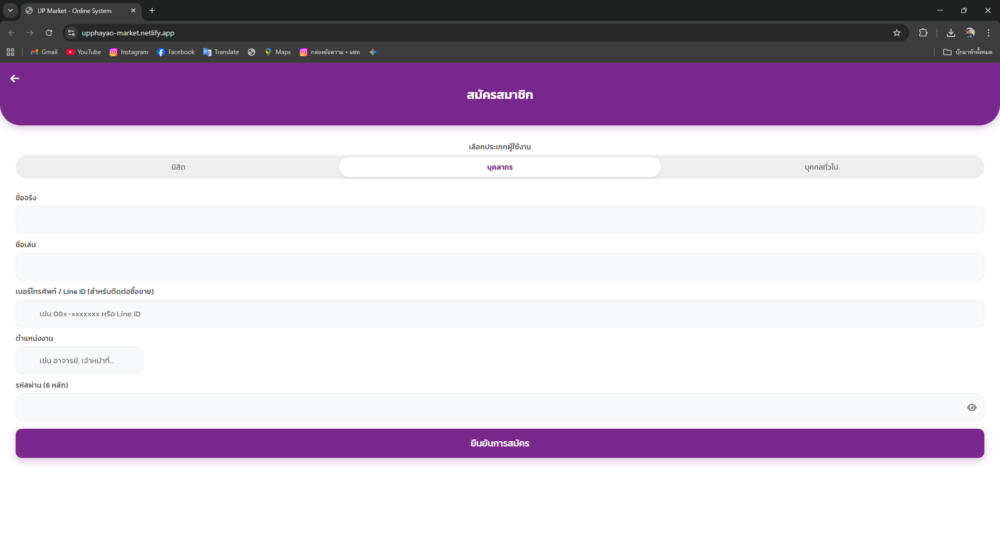 UP Market - Online System
upphayao-market.netlify.app
Gmail YouTube Instagram Facebook Translate Maps กล่องข้อความ • แชท บุ๊กมาร์กทั้งหมด
สมัครสมาชิก
เลือกประเภทผู้ใช้งาน
นิสิต บุคลากร บุคคลทั่วไป
ชื่อจริง
ชื่อเล่น
เบอร์โทรศัพท์ / Line ID (สำหรับติดต่อซื้อขาย)
เช่น 08x-xxxxxxx หรือ Line ID
ตำแหน่งงาน
เช่น อาจารย์, เจ้าหน้าที่...
รหัสผ่าน (6 หลัก)
ยืนยันการสมัคร